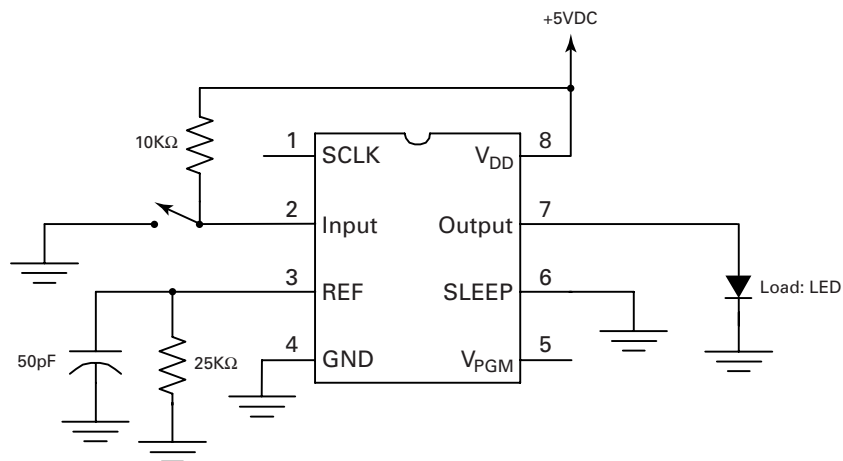 +5VDC
10KΩ
1
SCLK
8
VDD
2
Input
7
Output
3
REF
6
SLEEP
Load: LED
50pF
25KΩ
4
GND
5
VPGM